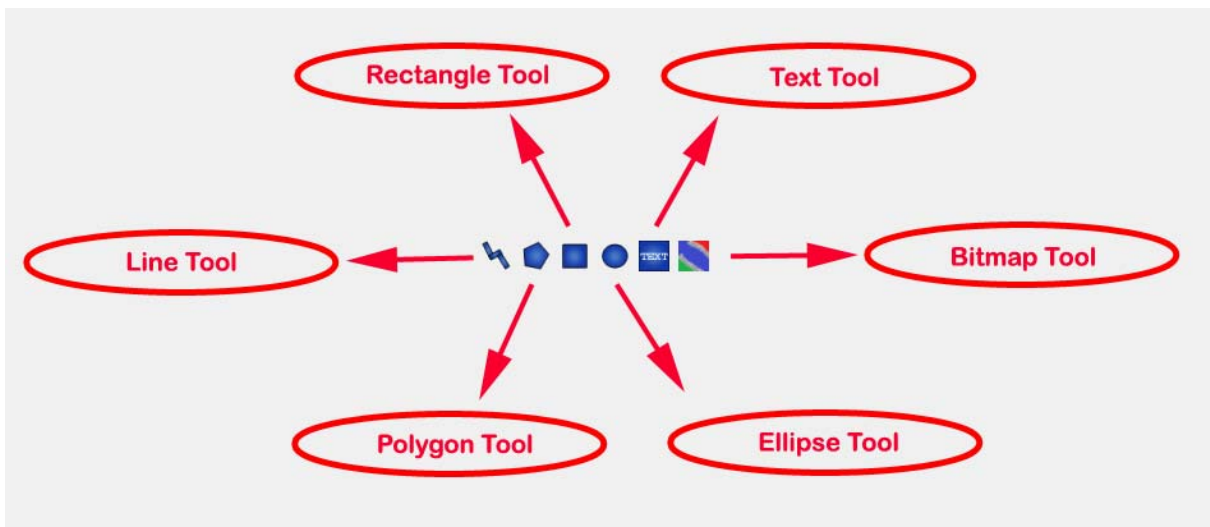 Rectangle Tool
Text Tool
Line Tool
TEXT
Bitmap Tool
Polygon Tool
Ellipse Tool